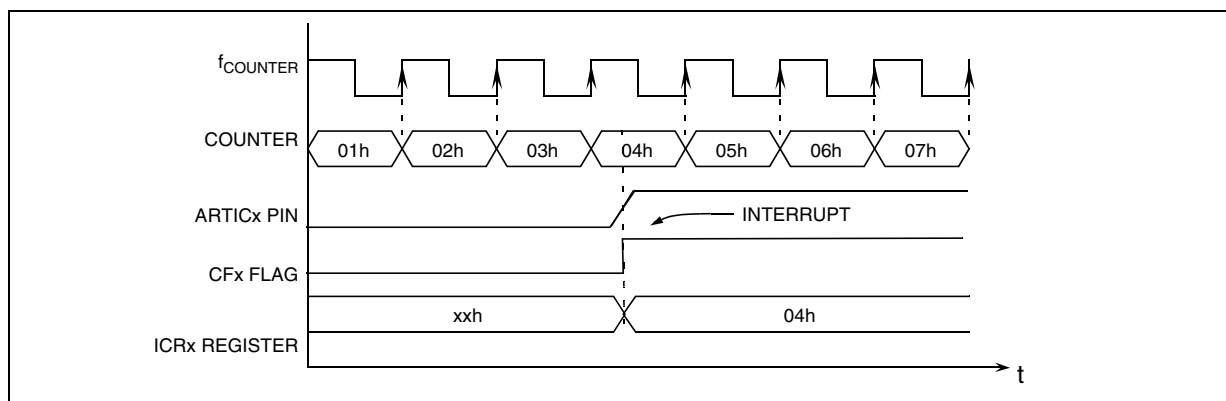 fCOUNTER
COUNTER
01h 02h 03h 04h 05h 06h 07h
ARTICx PIN
INTERRUPT
CFx FLAG
xxh 04h
ICRx REGISTER
t